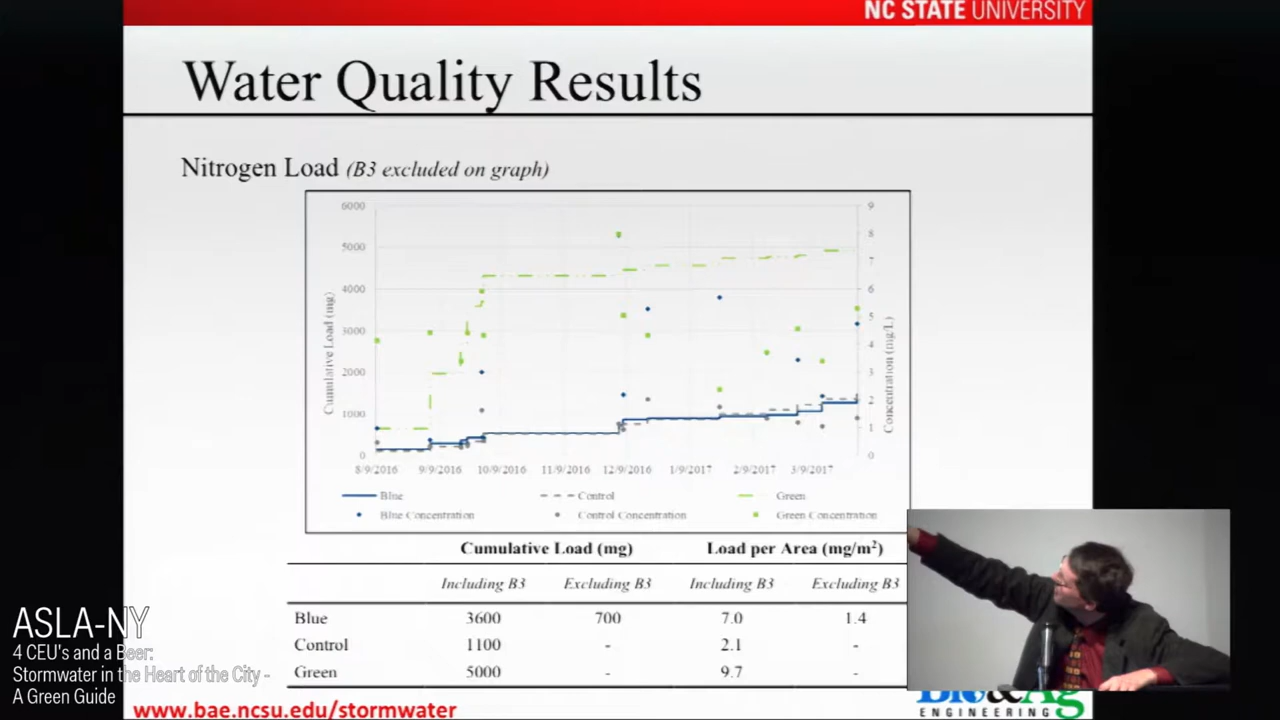 NC STATE UNIVERSITY
Water Quality Results
Nitrogen Load (B3 excluded on graph)
6000
5000
4000
3000
2000
1000
0
Cumulative Load (mg)
9
8
7
6
5
4
3
2
1
0
Concentration (mg/L)
8/9/2016 9/9/2016 10/9/2016 11/9/2016 12/9/2016 1/9/2017 2/9/2017 3/9/2017
Blue Control Green
Blue Concentration Control Concentration Green Concentration
Cumulative Load (mg) Load per Area (mg/m²)
Including B3 Excluding B3 Including B3 Excluding B3
Blue 3600 700 7.0 1.4
Control 1100 - 2.1 -
Green 5000 - 9.7 -
ASLA-NY
4 CEU's and a Beer:
Stormwater in the Heart of the City -
A Green Guide
www.bae.ncsu.edu/stormwater
ENGINEERING